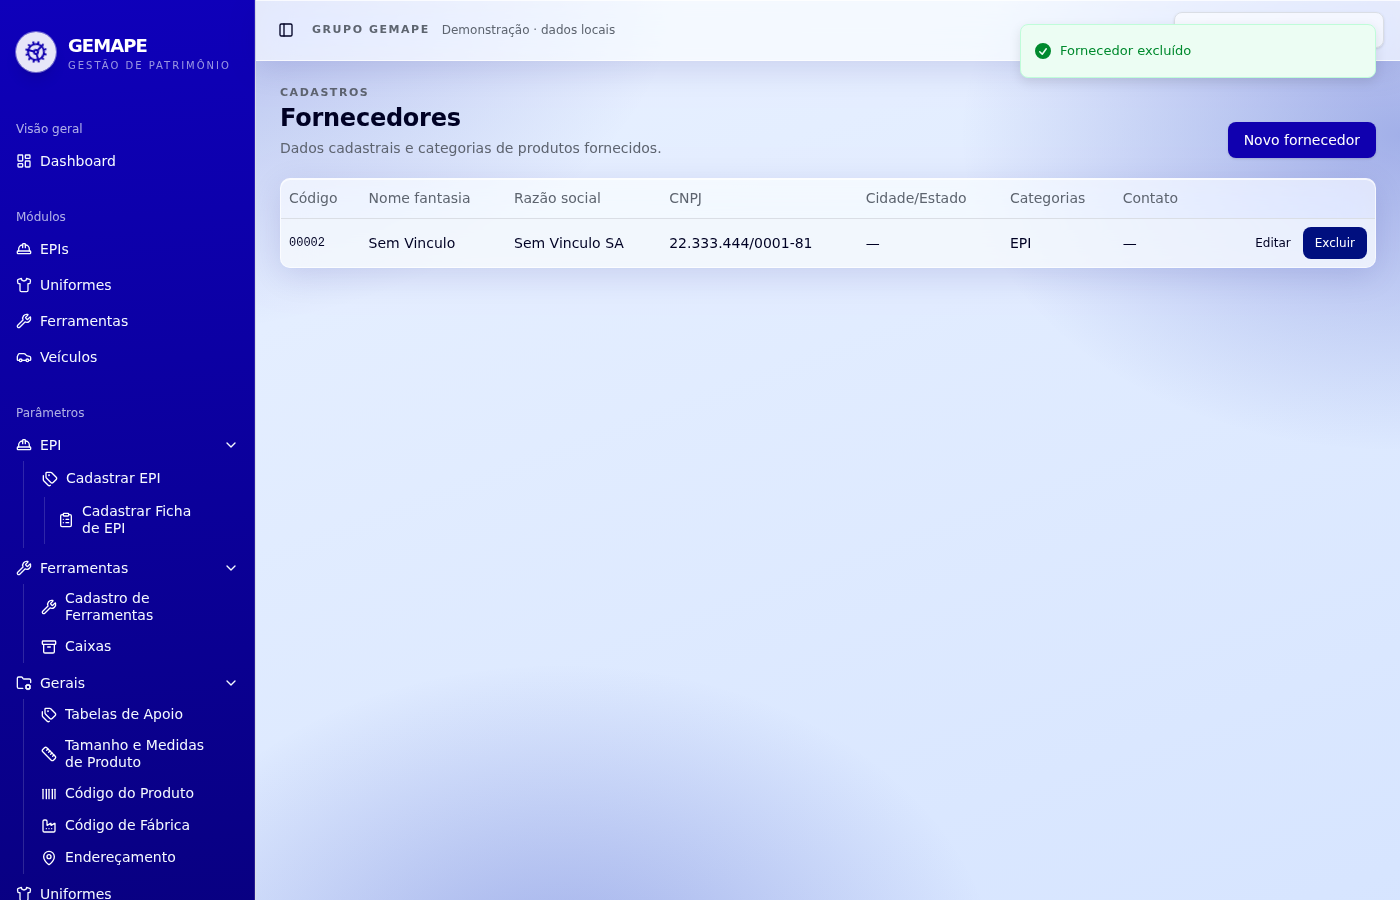 GEMAPE
GESTÃO DE PATRIMÔNIO
Visão geral
Dashboard
Módulos
EPIs
Uniformes
Ferramentas
Veículos
Parâmetros
EPI
Cadastrar EPI
Cadastrar Ficha
de EPI
Ferramentas
Cadastro de
Ferramentas
Caixas
Gerais
Tabelas de Apoio
Tamanho e Medidas
de Produto
Código do Produto
Código de Fábrica
Endereçamento
Uniformes
GRUPO GEMAPE Demonstração · dados locais
Fornecedor excluído
CADASTROS
Fornecedores
Dados cadastrais e categorias de produtos fornecidos.
Novo fornecedor
Código Nome fantasia Razão social CNPJ Cidade/Estado Categorias Contato
00002 Sem Vinculo Sem Vinculo SA 22.333.444/0001-81 — EPI — Editar Excluir